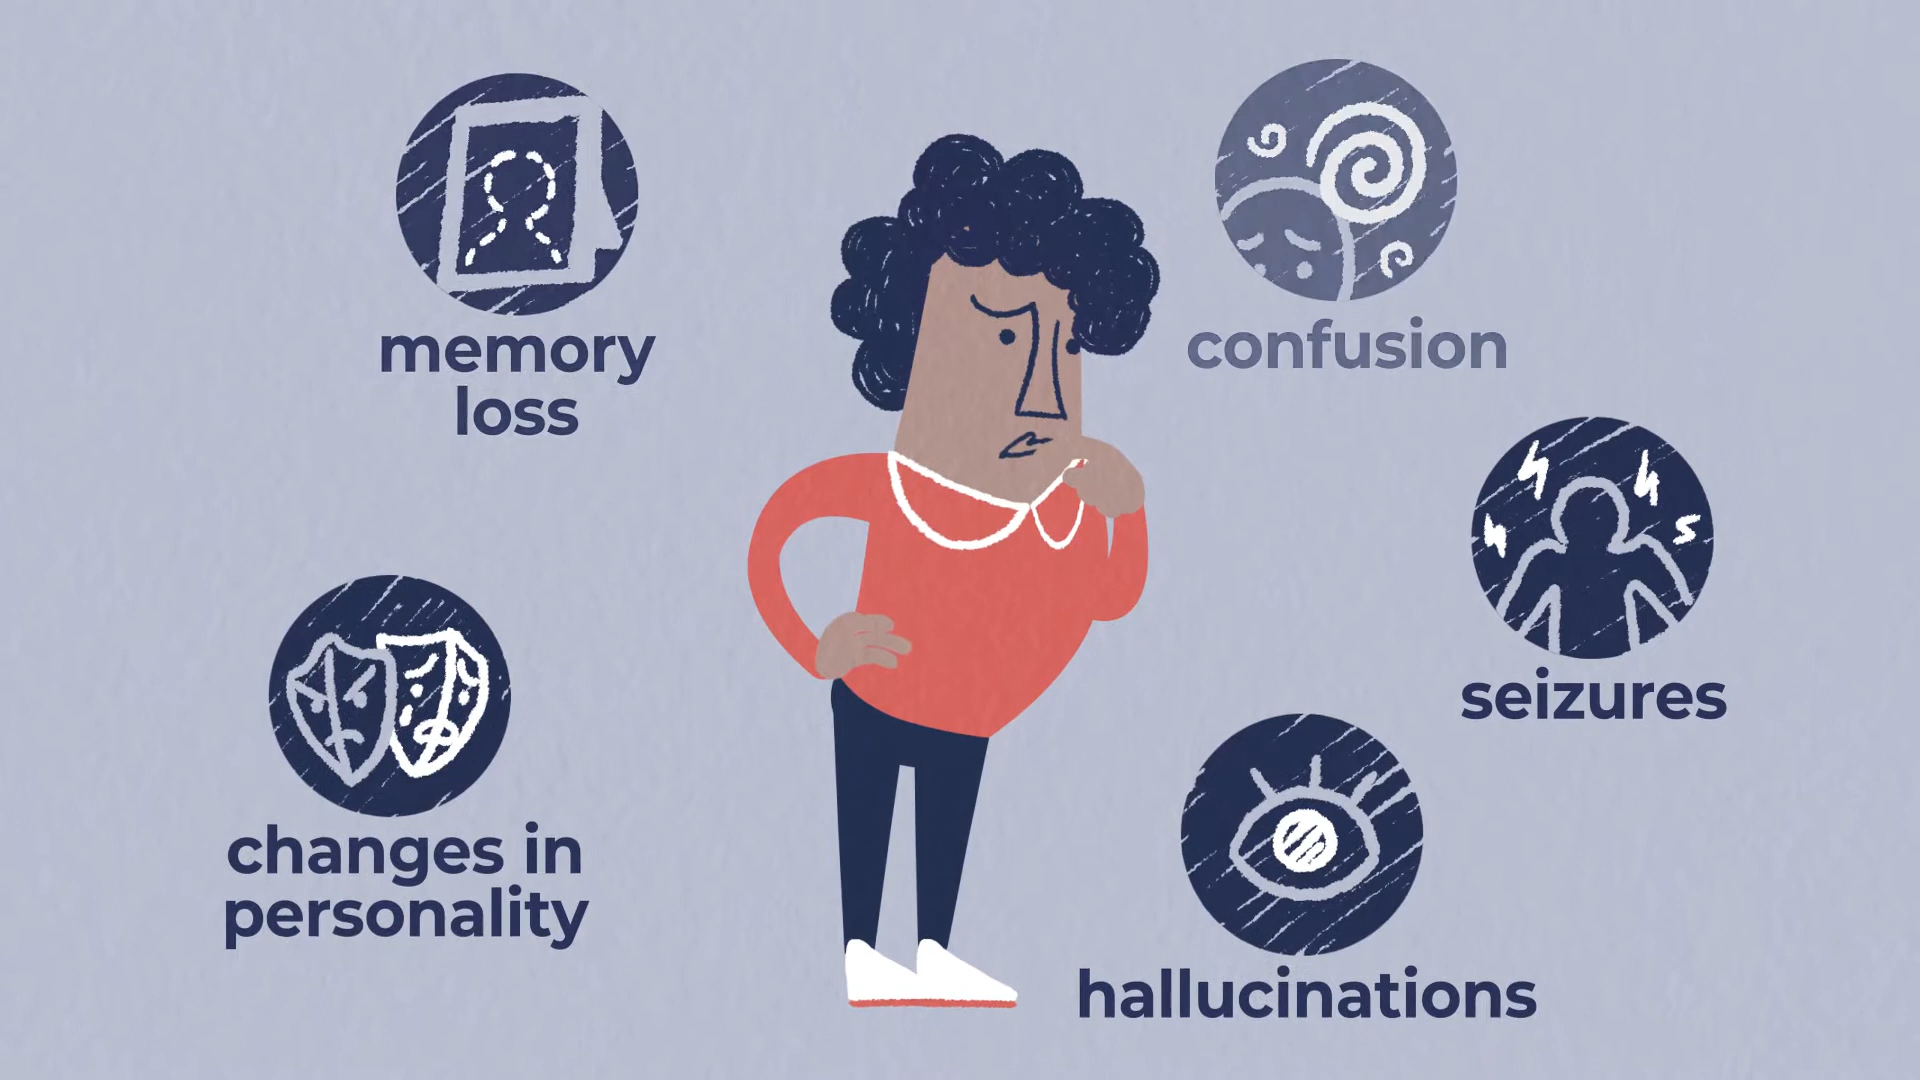 memory
loss
confusion
seizures
changes in
personality
hallucinations